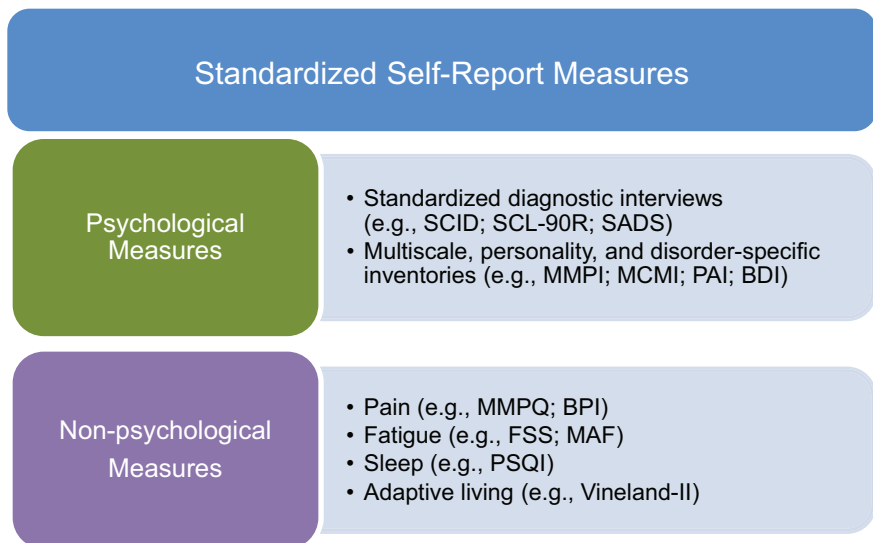 Standardized Self-Report Measures
Psychological
Measures
• Standardized diagnostic interviews
(e.g., SCID; SCL-90R; SADS)
• Multiscale, personality, and disorder-specific
inventories (e.g., MMPI; MCMI; PAI; BDI)
Non-psychological
Measures
• Pain (e.g., MMPQ; BPI)
• Fatigue (e.g., FSS; MAF)
• Sleep (e.g., PSQI)
• Adaptive living (e.g., Vineland-II)